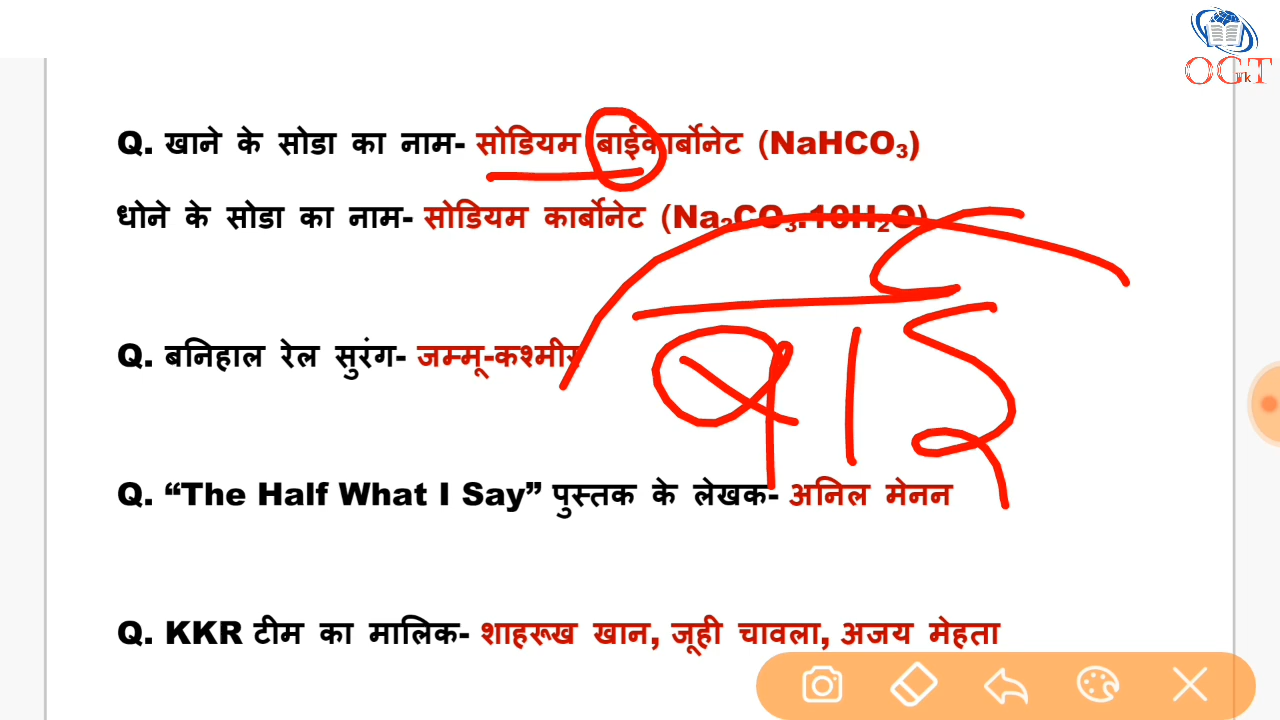 OGT
Q. खाने के सोडा का नाम- सोडियम बाईकार्बोनेट (NaHCO₃)
धोने के सोडा का नाम- सोडियम कार्बोनेट (Na₂CO₃.10H₂O)
बाई
Q. बनिहाल रेल सुरंग- जम्मू-कश्मीर
Q. “The Half What I Say” पुस्तक के लेखक- अनिल मेनन
Q. KKR टीम का मालिक- शाहरूख खान, जूही चावला, अजय मेहता